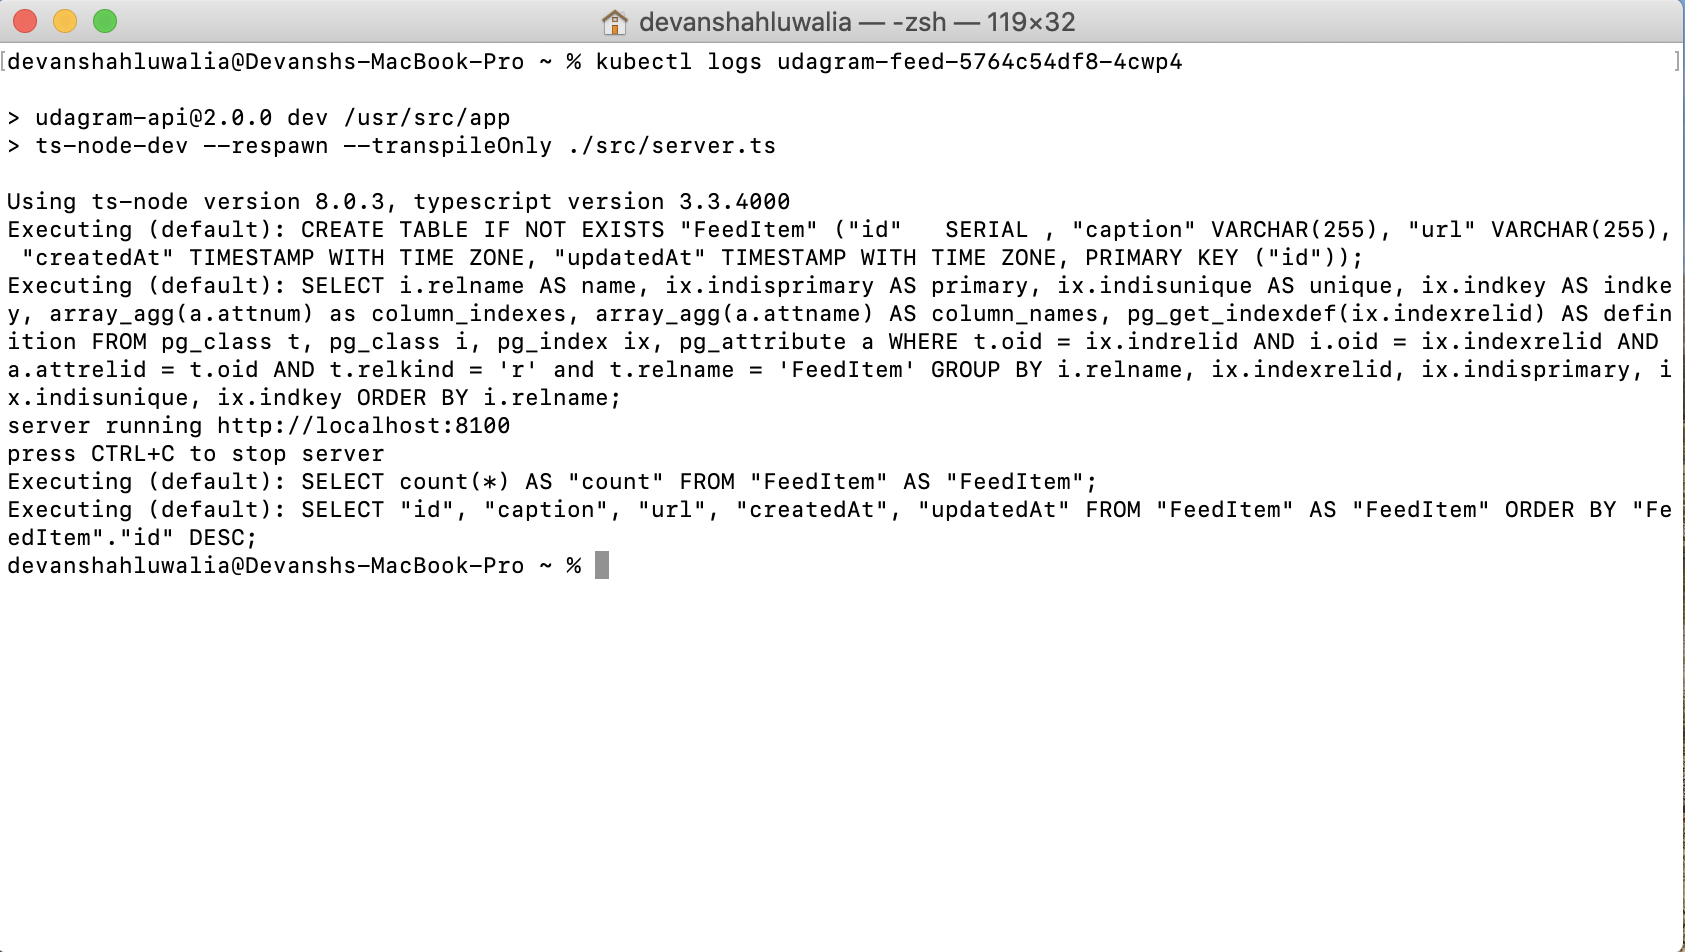 devanshahluwalia — -zsh — 119×32
[devanshahluwalia@Devanshs-MacBook-Pro ~ % kubectl logs udagram-feed-5764c54df8-4cwp4 ]
> udagram-api@2.0.0 dev /usr/src/app
> ts-node-dev --respawn --transpileOnly ./src/server.ts
Using ts-node version 8.0.3, typescript version 3.3.4000
Executing (default): CREATE TABLE IF NOT EXISTS "FeedItem" ("id"   SERIAL , "caption" VARCHAR(255), "url" VARCHAR(255),
 "createdAt" TIMESTAMP WITH TIME ZONE, "updatedAt" TIMESTAMP WITH TIME ZONE, PRIMARY KEY ("id"));
Executing (default): SELECT i.relname AS name, ix.indisprimary AS primary, ix.indisunique AS unique, ix.indkey AS indke
y, array_agg(a.attnum) as column_indexes, array_agg(a.attname) AS column_names, pg_get_indexdef(ix.indexrelid) AS defin
ition FROM pg_class t, pg_class i, pg_index ix, pg_attribute a WHERE t.oid = ix.indrelid AND i.oid = ix.indexrelid AND
a.attrelid = t.oid AND t.relkind = 'r' and t.relname = 'FeedItem' GROUP BY i.relname, ix.indexrelid, ix.indisprimary, i
x.indisunique, ix.indkey ORDER BY i.relname;
server running http://localhost:8100
press CTRL+C to stop server
Executing (default): SELECT count(*) AS "count" FROM "FeedItem" AS "FeedItem";
Executing (default): SELECT "id", "caption", "url", "createdAt", "updatedAt" FROM "FeedItem" AS "FeedItem" ORDER BY "Fe
edItem"."id" DESC;
devanshahluwalia@Devanshs-MacBook-Pro ~ %